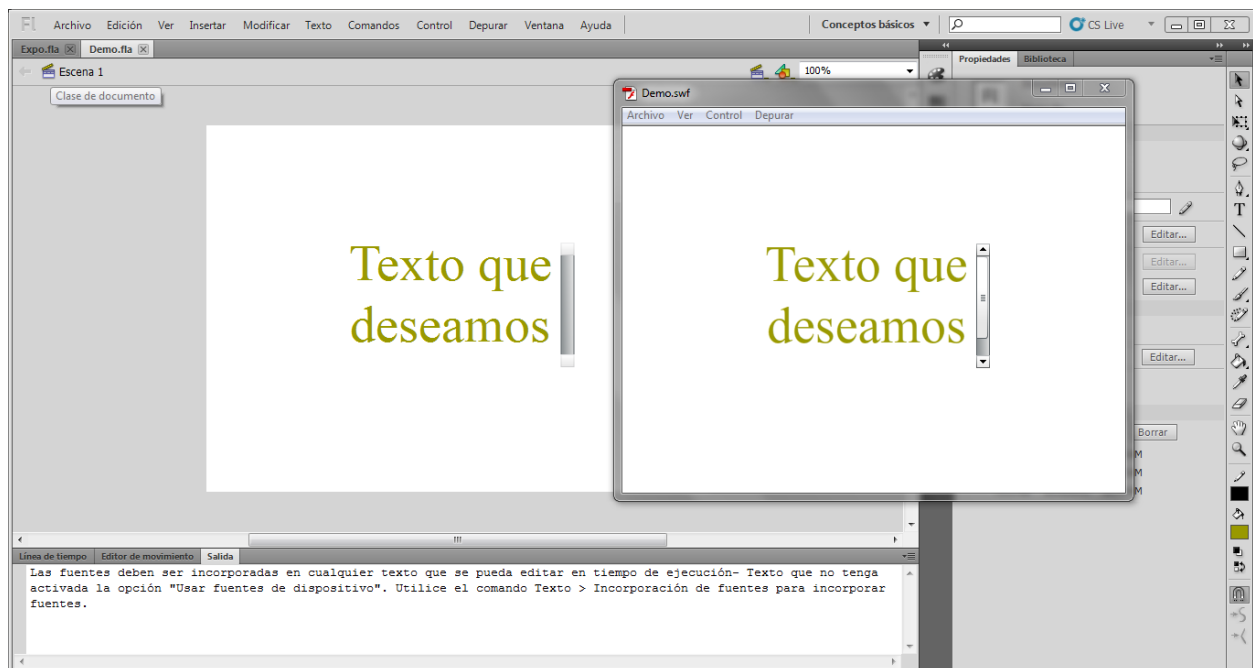 Fl Archivo Edición Ver Insertar Modificar Texto Comandos Control Depurar Ventana Ayuda Conceptos básicos CS Live
Expo.fla Demo.fla
Propiedades Biblioteca
Escena 1 100%
Clase de documento
Demo.swf
Archivo Ver Control Depurar
Texto que
deseamos
Texto que
deseamos
Editar...
Editar...
Editar...
Editar...
Borrar
M
M
M
Línea de tiempo Editor de movimiento Salida
Las fuentes deben ser incorporadas en cualquier texto que se pueda editar en tiempo de ejecución- Texto que no tenga
activada la opción "Usar fuentes de dispositivo". Utilice el comando Texto > Incorporación de fuentes para incorporar
fuentes.